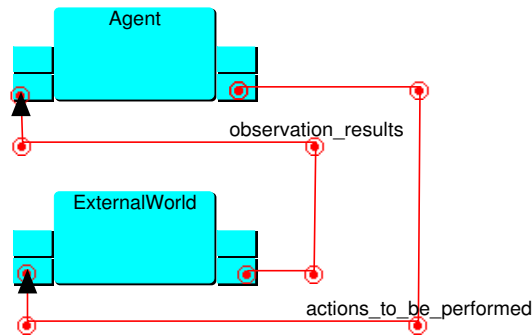 Agent
observation_results
ExternalWorld
actions_to_be_performed